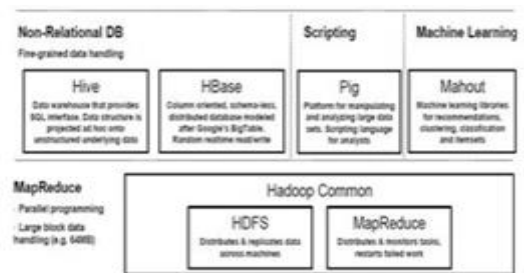 Non-Relational DB
Fine-grained data handling
Hive
Data warehouse that provides
SQL interface. Data structure is
projected ad hoc onto
unstructured underlying data
HBase
Column oriented, schema-less,
distributed database modeled
after Google's BigTable.
Random realtime read/write
Scripting
Pig
Platform for manipulating
and analyzing large data
sets. Scripting language
for analysts
Machine Learning
Mahout
Machine learning libraries
for recommendations,
clustering, classification
and itemsets
MapReduce
- Parallel programming
- Large block data
handling (e.g. 64MB)
Hadoop Common
HDFS
Distributes & replicates data
across machines
MapReduce
Distributes & monitors tasks,
restarts failed work